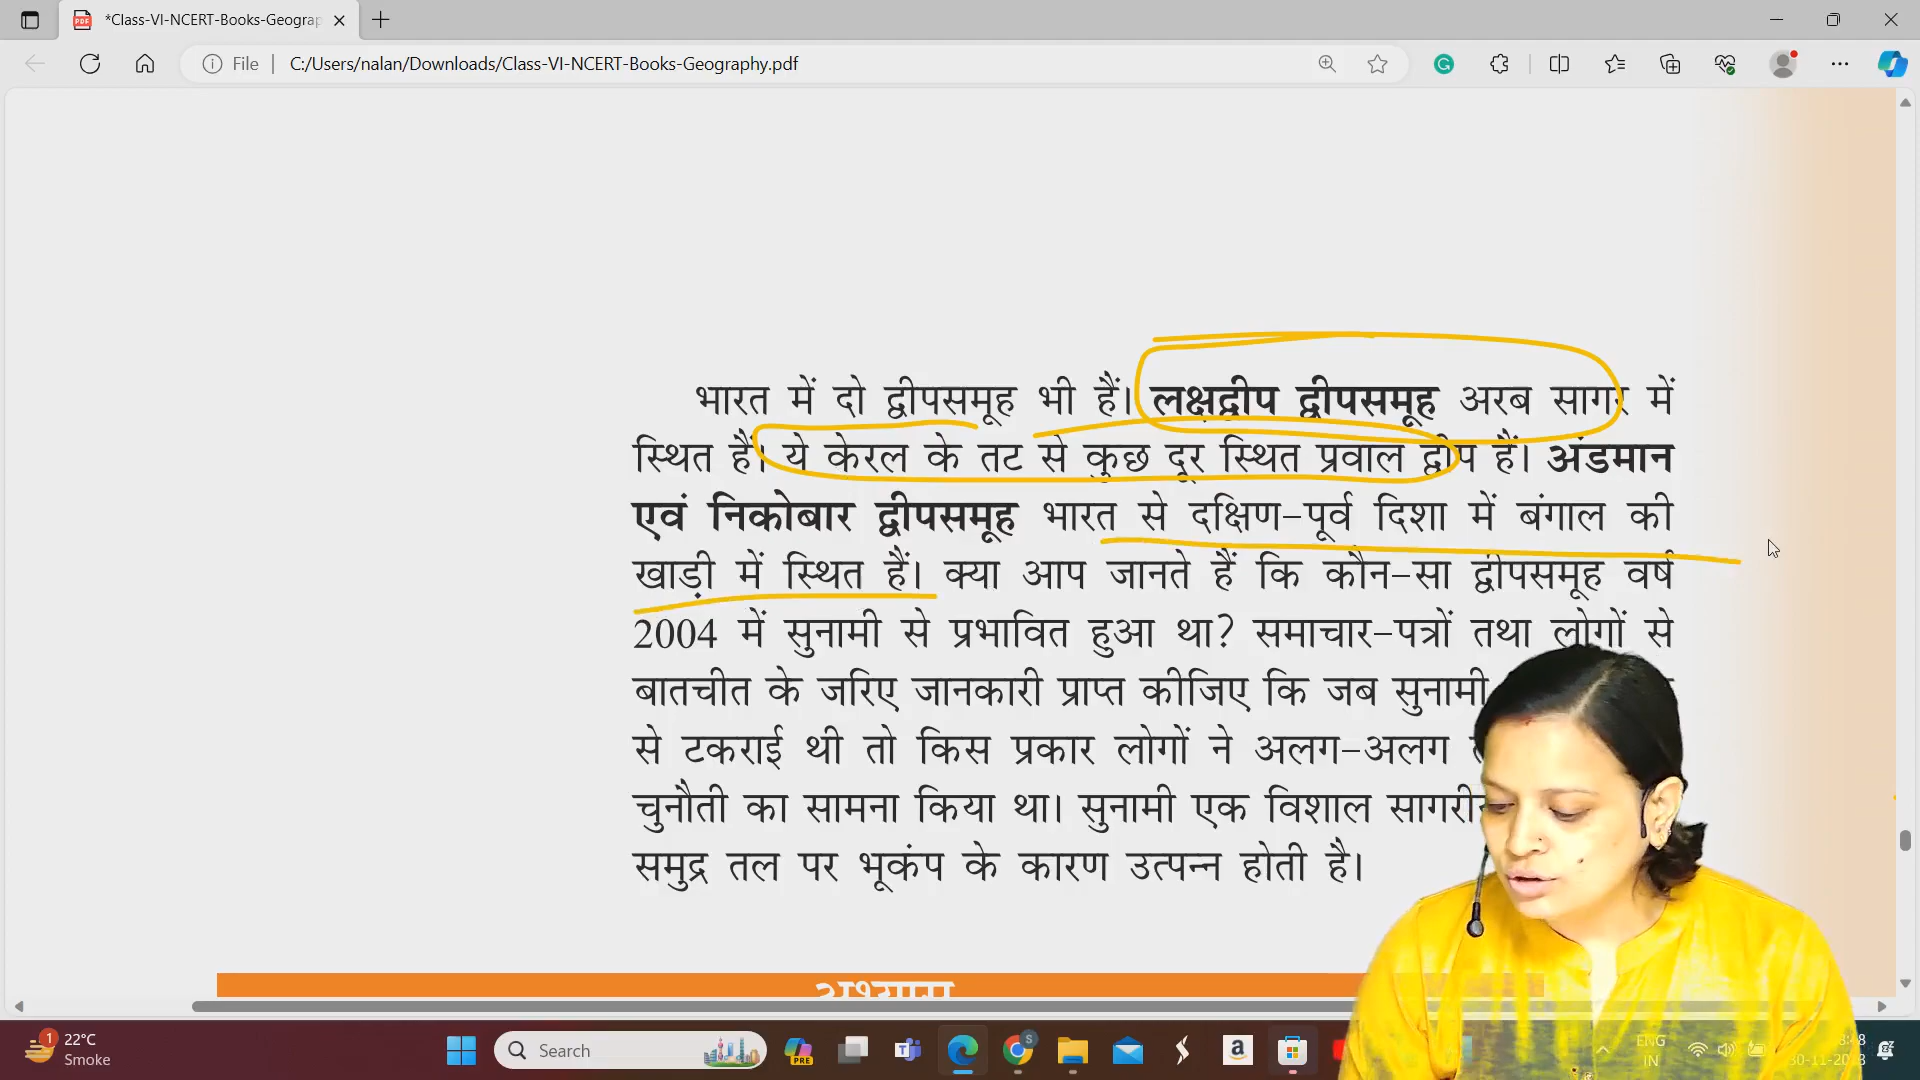 *Class-VI-NCERT-Books-Geograp
File
C:/Users/nalan/Downloads/Class-VI-NCERT-Books-Geography.pdf
भारत में दो द्वीपसमूह भी हैं। लक्षद्वीप द्वीपसमूह अरब सागर में
स्थित हैं। ये केरल के तट से कुछ दूर स्थित प्रवाल द्वीप हैं। अंडमान
एवं निकोबार द्वीपसमूह भारत से दक्षिण-पूर्व दिशा में बंगाल की
खाड़ी में स्थित हैं। क्या आप जानते हैं कि कौन-सा द्वीपसमूह वर्ष
2004 में सुनामी से प्रभावित हुआ था? समाचार-पत्रों तथा लोगों से
बातचीत के जरिए जानकारी प्राप्त कीजिए कि जब सुनामी
से टकराई थी तो किस प्रकार लोगों ने अलग-अलग
चुनौती का सामना किया था। सुनामी एक विशाल
समुद्र तल पर भूकंप के कारण उत्पन्न होती है।
1
22°C
Smoke
Search
PRE
ENG
IN